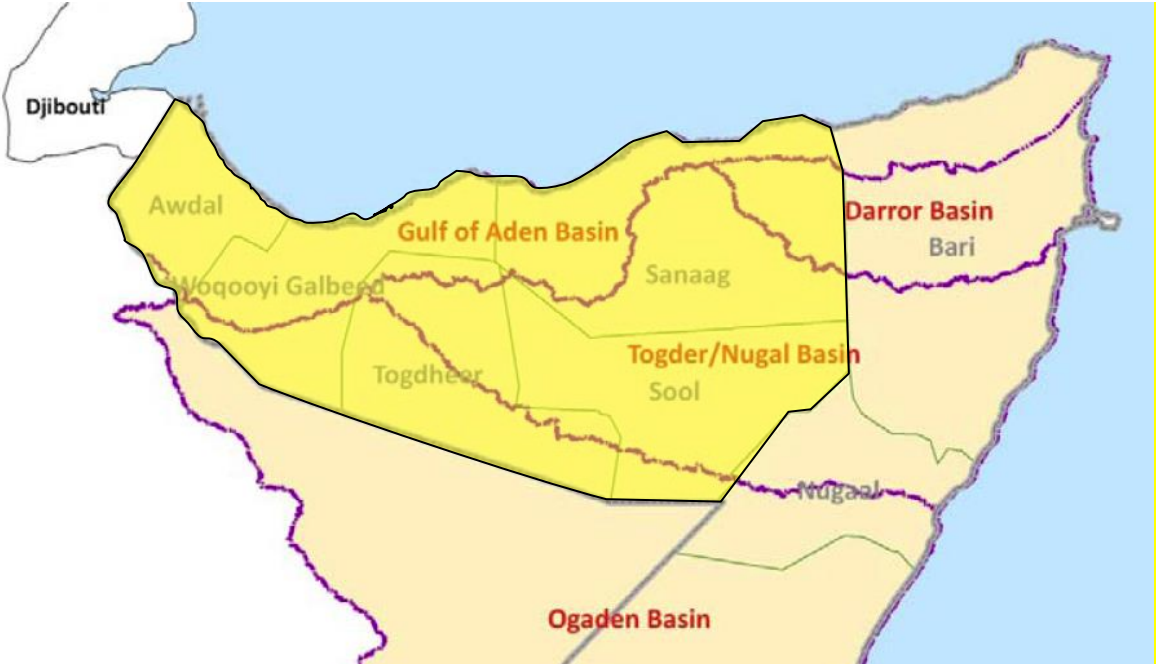 Djibouti
Awdal
Gulf of Aden Basin
Darror Basin
Bari
Woqooyi Galbeed
Sanaag
Togder/Nugal Basin
Togdheer
Sool
Nugaal
Ogaden Basin